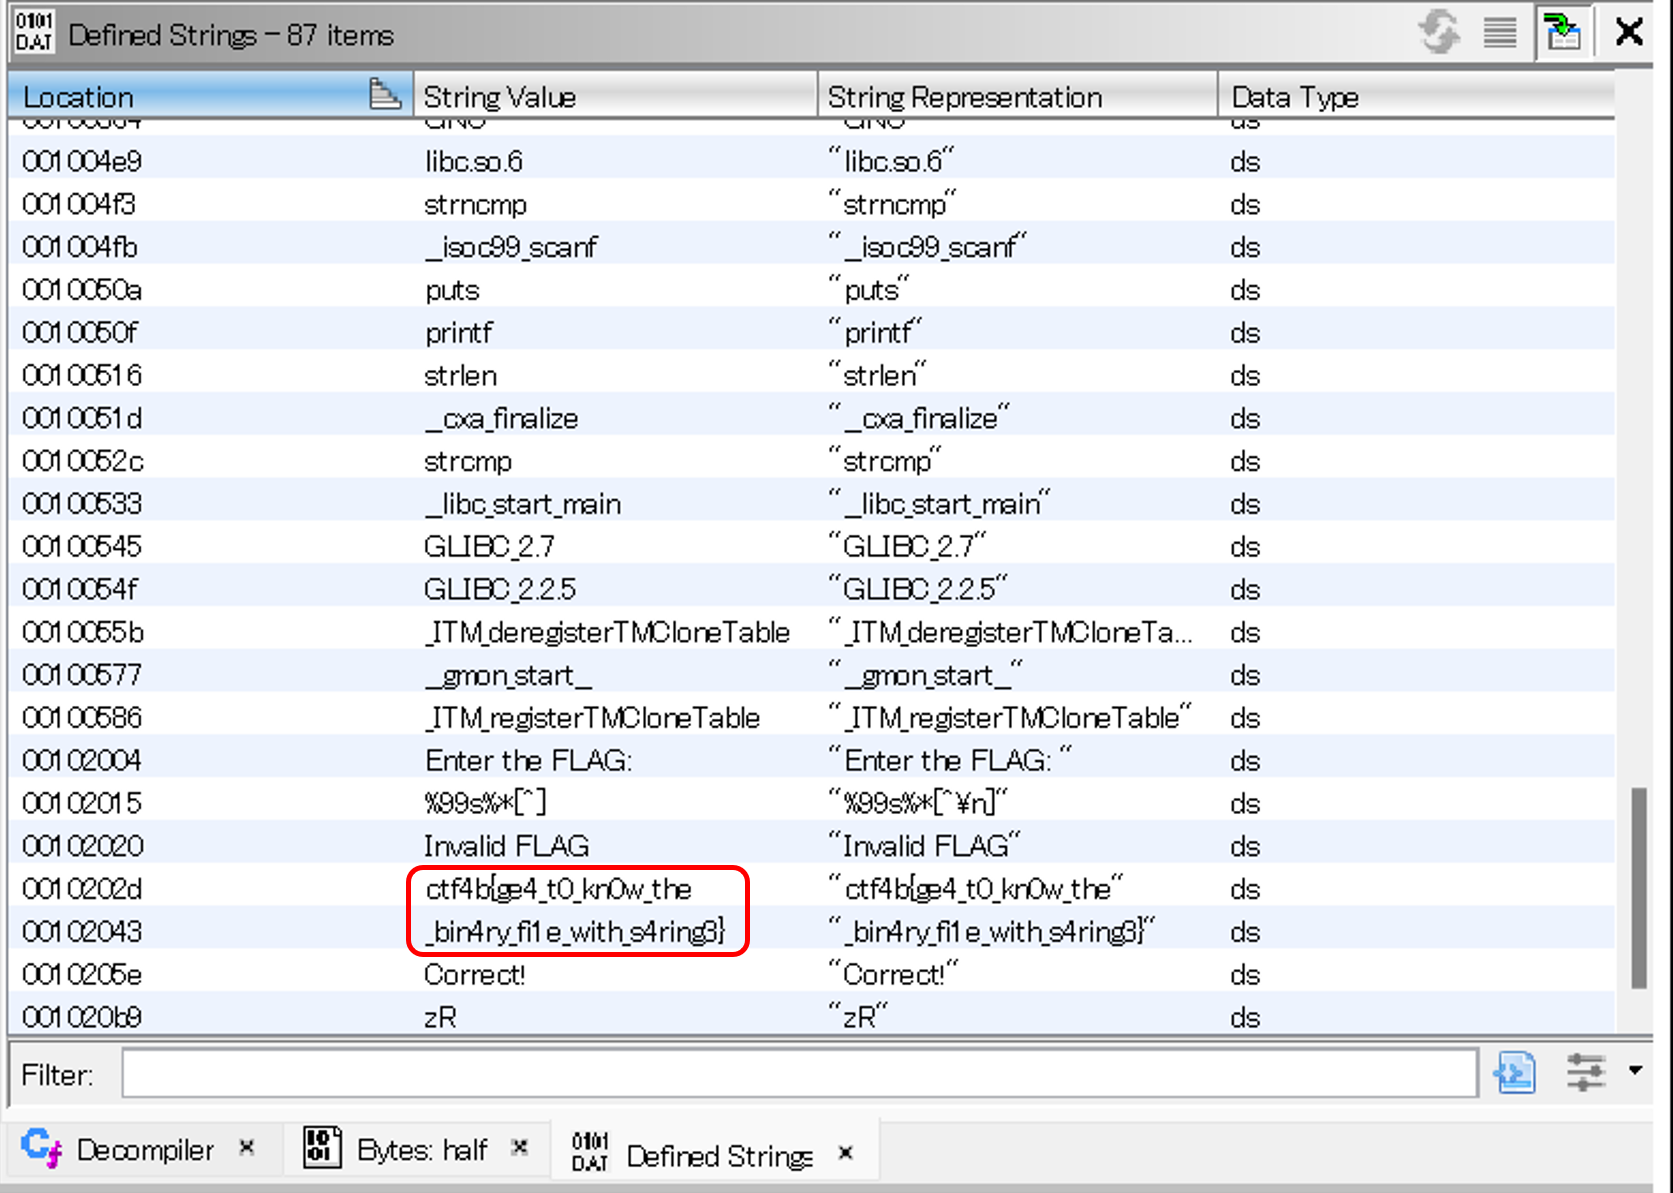 0101 DAT Defined Strings – 87 items
Location String Value String Representation Data Type
001004e9 libc.so.6 "libc.so.6" ds
001004f3 strncmp "strncmp" ds
001004fb __isoc99_scanf "__isoc99_scanf" ds
0010050a puts "puts" ds
0010050f printf "printf" ds
00100516 strlen "strlen" ds
0010051d __cxa_finalize "__cxa_finalize" ds
0010052c strcmp "strcmp" ds
00100533 __libc_start_main "__libc_start_main" ds
00100545 GLIBC_2.7 "GLIBC_2.7" ds
0010054f GLIBC_2.2.5 "GLIBC_2.2.5" ds
0010055b _ITM_deregisterTMCloneTable "_ITM_deregisterTMCloneTa... ds
00100577 __gmon_start__ "__gmon_start__" ds
00100586 _ITM_registerTMCloneTable "_ITM_registerTMCloneTable" ds
00102004 Enter the FLAG: "Enter the FLAG: " ds
00102015 %99s%*[^] "%99s%*[^¥n]" ds
00102020 Invalid FLAG "Invalid FLAG" ds
0010202d ctf4b{ge4_t0_kn0w_the "ctf4b{ge4_t0_kn0w_the" ds
00102043 _bin4ry_fi1e_with_s4ring3} "_bin4ry_fi1e_with_s4ring3}" ds
0010205e Correct! "Correct!" ds
001020b9 zR "zR" ds
Filter:
Decompiler Bytes: half 0101 DAT Defined Strings